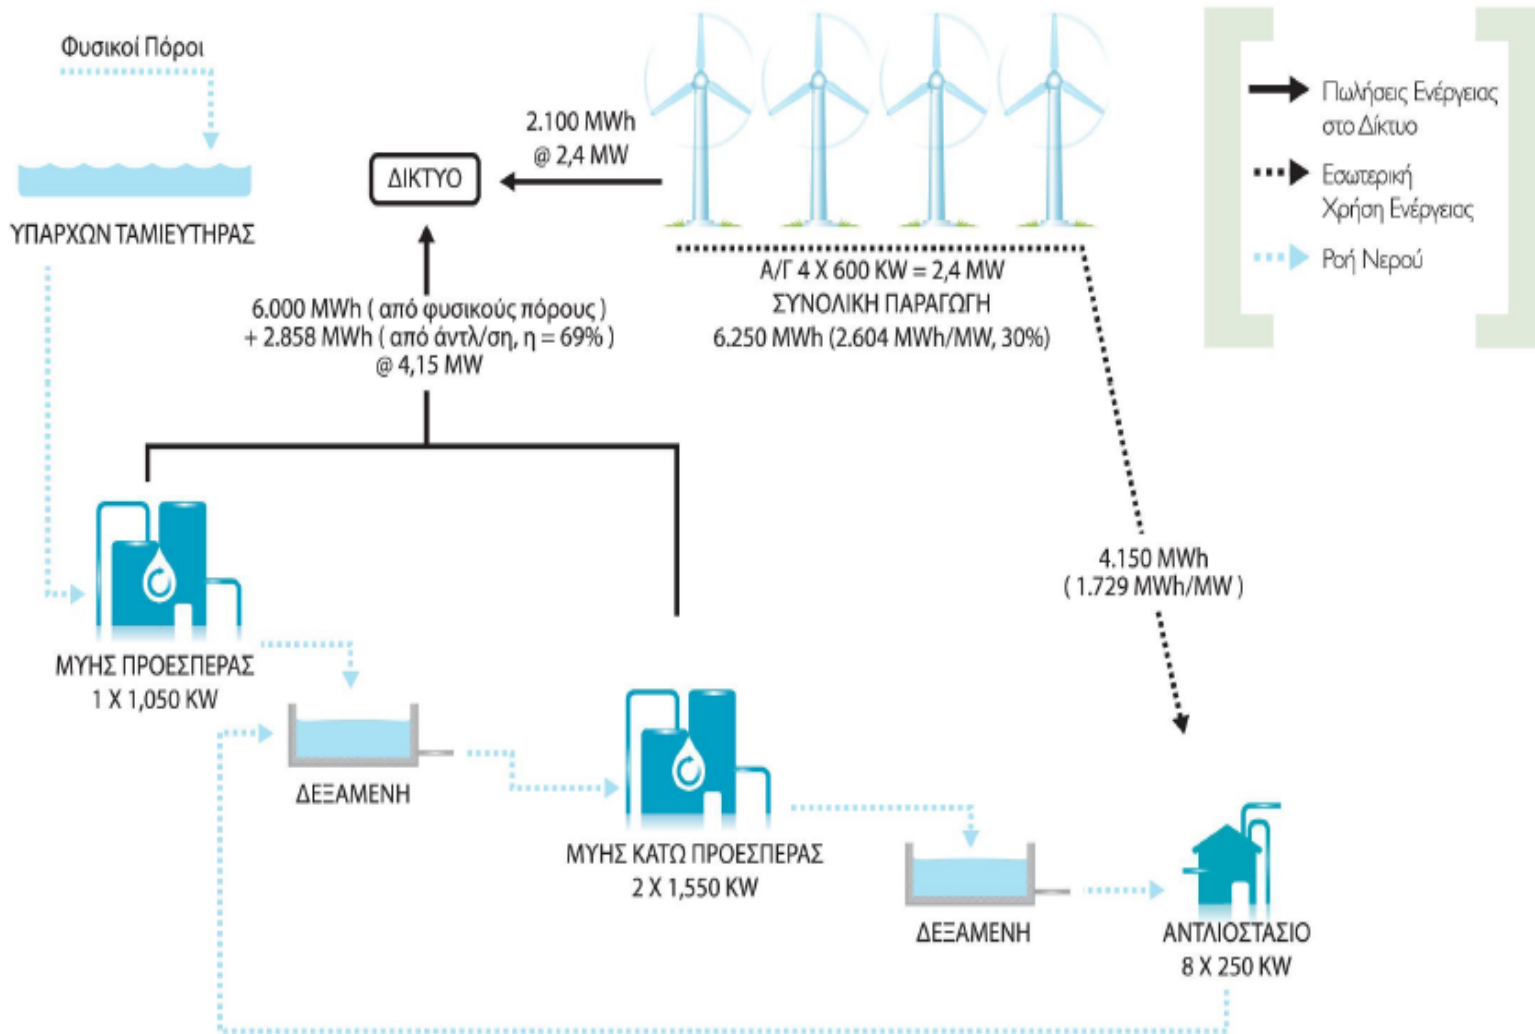 Φυσικοί Πόροι
ΥΠΑΡΧΩΝ ΤΑΜΙΕΥΤΗΡΑΣ
ΔΙΚΤΥΟ
2.100 MWh
@ 2,4 MW
Α/Γ 4 X 600 KW = 2,4 MW
ΣΥΝΟΛΙΚΗ ΠΑΡΑΓΩΓΗ
6.250 MWh (2.604 MWh/MW, 30%)
Πωλήσεις Ενέργειας
στο Δίκτυο
Εσωτερική
Χρήση Ενέργειας
Ροή Νερού
6.000 MWh ( από φυσικούς πόρους )
+ 2.858 MWh ( από άντλ/ση, η = 69% )
@ 4,15 MW
4.150 MWh
( 1.729 MWh/MW )
ΜΥΗΣ ΠΡΟΕΣΠΕΡΑΣ
1 X 1,050 KW
ΔΕΞΑΜΕΝΗ
ΜΥΗΣ ΚΑΤΩ ΠΡΟΕΣΠΕΡΑΣ
2 X 1,550 KW
ΔΕΞΑΜΕΝΗ
ΑΝΤΛΙΟΣΤΑΣΙΟ
8 X 250 KW